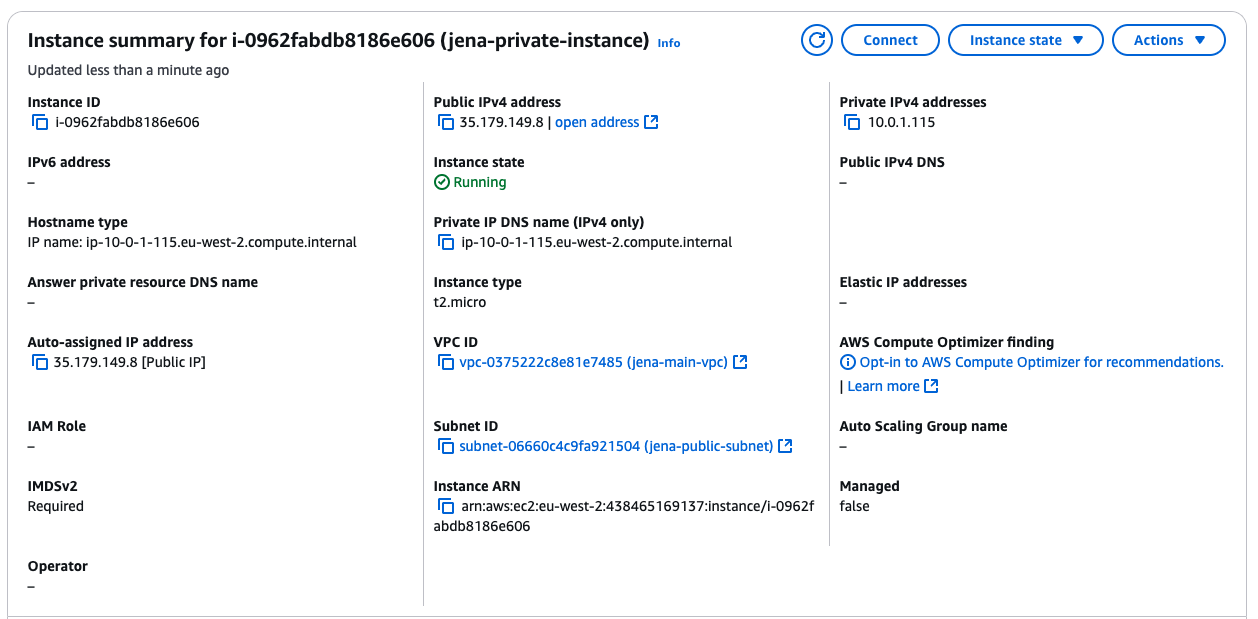 Instance summary for i-0962fabdb8186e606 (jena-private-instance) Info
Connect
Instance state
Actions
Updated less than a minute ago
Instance ID
i-0962fabdb8186e606
Public IPv4 address
35.179.149.8 | open address
Private IPv4 addresses
10.0.1.115
IPv6 address
–
Instance state
Running
Public IPv4 DNS
–
Hostname type
IP name: ip-10-0-1-115.eu-west-2.compute.internal
Private IP DNS name (IPv4 only)
ip-10-0-1-115.eu-west-2.compute.internal
Answer private resource DNS name
–
Instance type
t2.micro
Elastic IP addresses
–
Auto-assigned IP address
35.179.149.8 [Public IP]
VPC ID
vpc-0375222c8e81e7485 (jena-main-vpc)
AWS Compute Optimizer finding
Opt-in to AWS Compute Optimizer for recommendations.
| Learn more
IAM Role
–
Subnet ID
subnet-06660c4c9fa921504 (jena-public-subnet)
Auto Scaling Group name
–
IMDSv2
Required
Instance ARN
arn:aws:ec2:eu-west-2:438465169137:instance/i-0962f
abdb8186e606
Managed
false
Operator
–